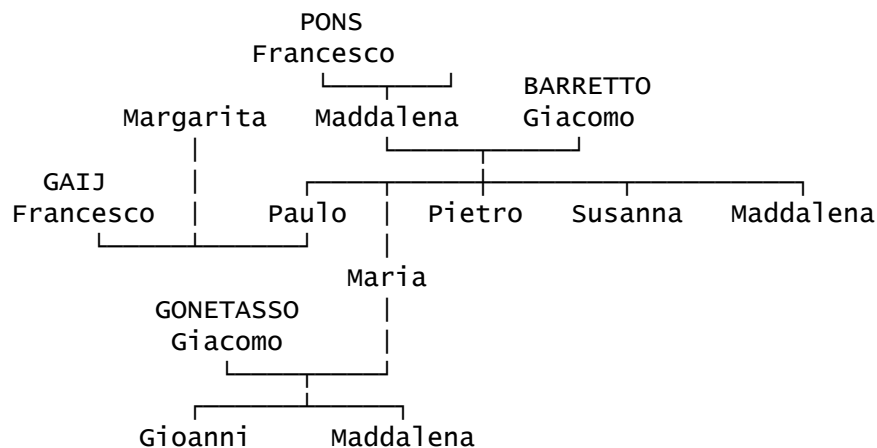 PONS
Francesco
BARRETTO
Margarita Maddalena Giacomo
GAIJ
Francesco Paulo Pietro Susanna Maddalena
Maria
GONETASSO
Giacomo
Gioanni Maddalena